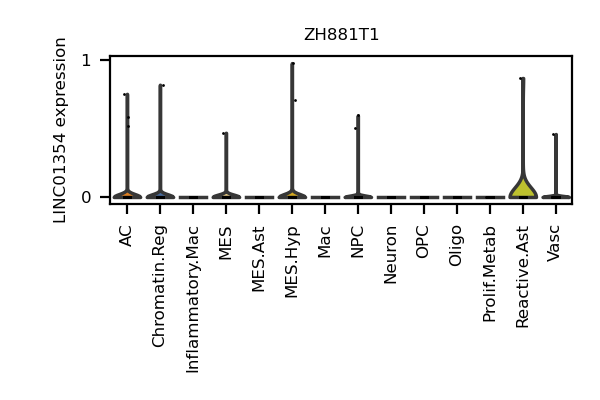 ZH881T1
LINC01354 expression
1
0
AC
Chromatin.Reg
Inflammatory.Mac
MES
MES.Ast
MES.Hyp
Mac
NPC
Neuron
OPC
Oligo
Prolif.Metab
Reactive.Ast
Vasc